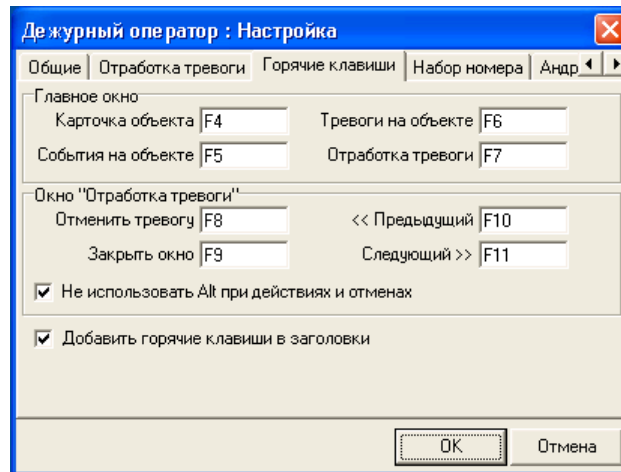 Дежурный оператор : Настройка
Общие Отработка тревоги Горячие клавиши Набор номера Андр
Главное окно
Карточка объекта F4 Тревоги на объекте F6
События на объекте F5 Отработка тревоги F7
Окно "Отработка тревоги"
Отменить тревогу F8 << Предыдущий F10
Закрыть окно F9 Следующий >> F11
Не использовать Alt при действиях и отменах
Добавить горячие клавиши в заголовки
OK Отмена